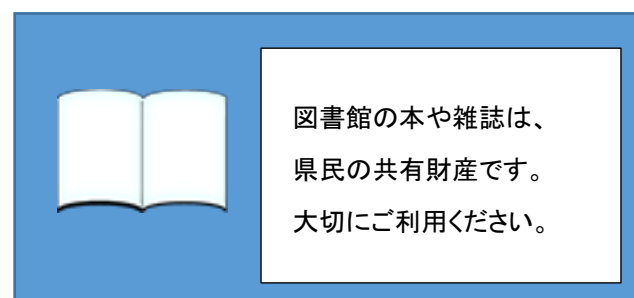 図書館の本や雑誌は、
県民の共有財産です。
大切にご利用ください。